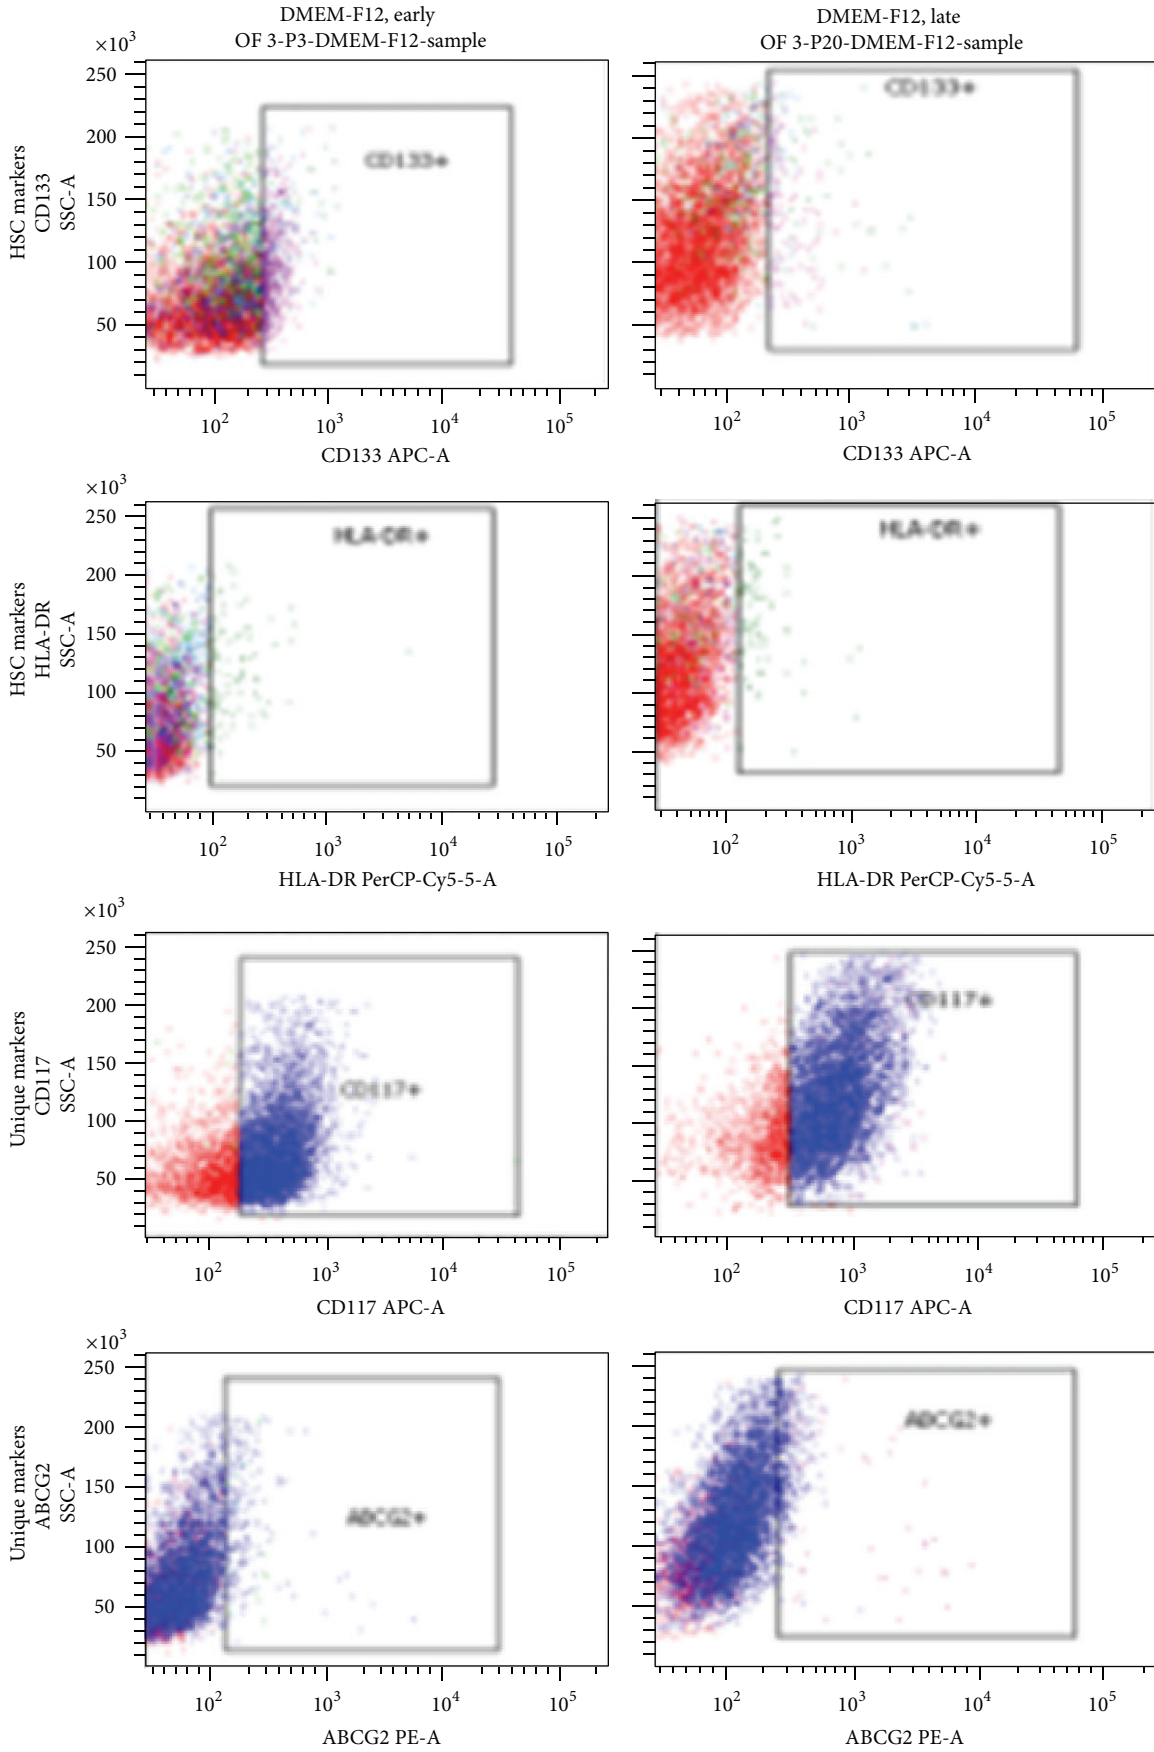 DMEM-F12, early
OF 3-P3-DMEM-F12-sample
DMEM-F12, late
OF 3-P20-DMEM-F12-sample
×10³
250
200
150
100
50
HSC markers
CD133
SSC-A
CD133+
CD133+
10² 10³ 10⁴ 10⁵
CD133 APC-A
10² 10³ 10⁴ 10⁵
CD133 APC-A
×10³
250
200
150
100
50
HSC markers
HLA-DR
SSC-A
HLA-DR+
HLA-DR+
10² 10³ 10⁴ 10⁵
HLA-DR PerCP-Cy5-5-A
10² 10³ 10⁴ 10⁵
HLA-DR PerCP-Cy5-5-A
×10³
250
200
150
100
50
Unique markers
CD117
SSC-A
CD117+
CD117+
10² 10³ 10⁴ 10⁵
CD117 APC-A
10² 10³ 10⁴ 10⁵
CD117 APC-A
×10³
250
200
150
100
50
Unique markers
ABCG2
SSC-A
ABCG2+
ABCG2+
10² 10³ 10⁴ 10⁵
ABCG2 PE-A
10² 10³ 10⁴ 10⁵
ABCG2 PE-A